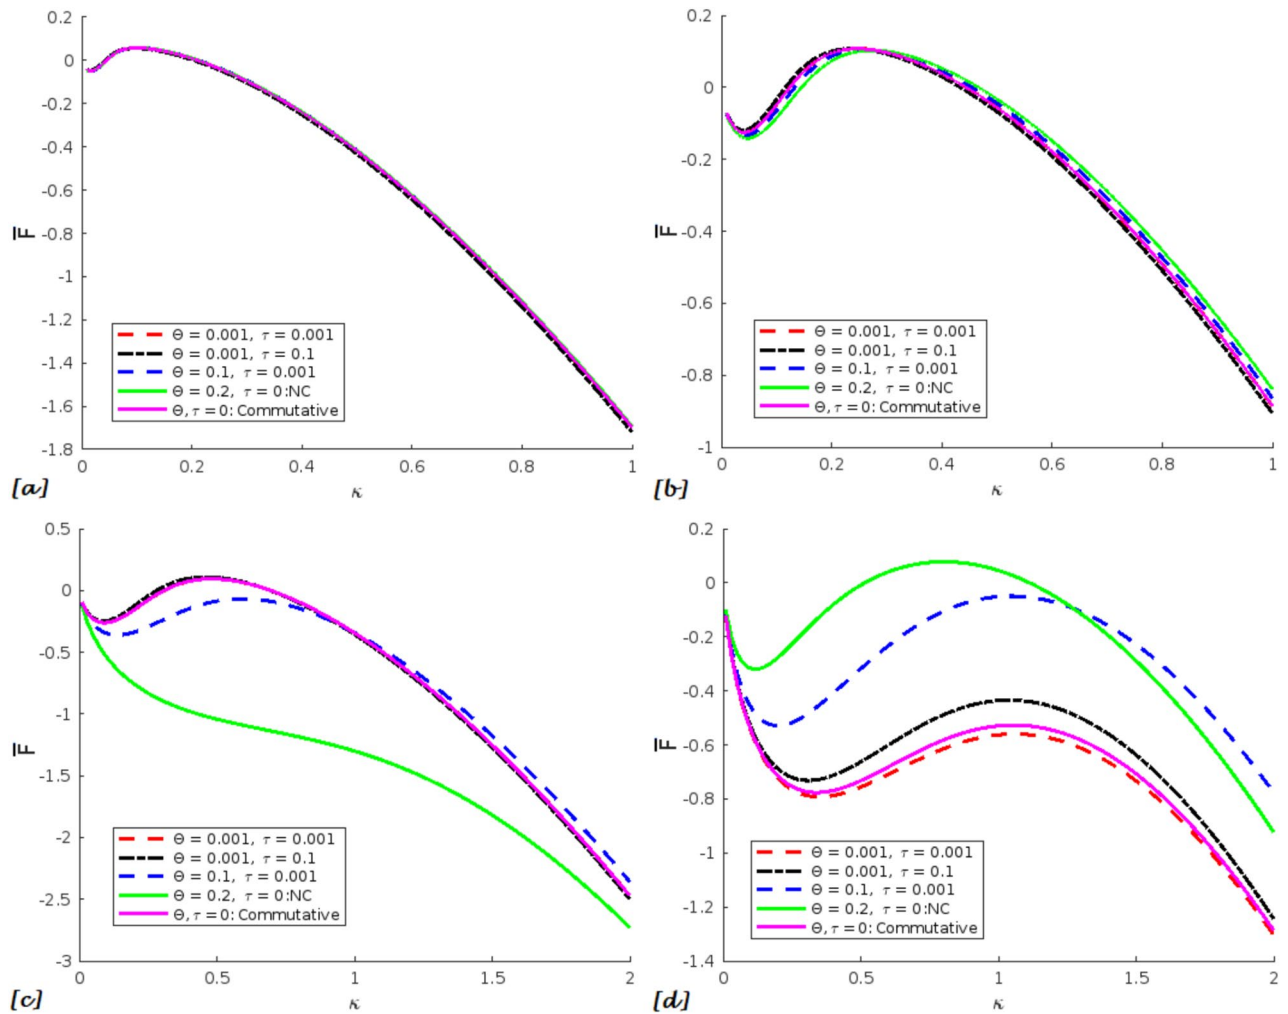 0.2
0
-0.2
-0.4
-0.6
-0.8
-1
-1.2
-1.4
-1.6
-1.8
F̅
Θ = 0.001, τ = 0.001
Θ = 0.001, τ = 0.1
Θ = 0.1, τ = 0.001
Θ = 0.2, τ = 0:NC
Θ, τ = 0: Commutative
0 0.2 0.4 0.6 0.8 1
κ
[a]
0.2
0
-0.2
-0.4
-0.6
-0.8
-1
F̅
Θ = 0.001, τ = 0.001
Θ = 0.001, τ = 0.1
Θ = 0.1, τ = 0.001
Θ = 0.2, τ = 0:NC
Θ, τ = 0: Commutative
0 0.2 0.4 0.6 0.8 1
κ
[b]
0.5
0
-0.5
-1
-1.5
-2
-2.5
-3
F̅
Θ = 0.001, τ = 0.001
Θ = 0.001, τ = 0.1
Θ = 0.1, τ = 0.001
Θ = 0.2, τ = 0:NC
Θ, τ = 0: Commutative
0 0.5 1 1.5 2
κ
[c]
0.2
0
-0.2
-0.4
-0.6
-0.8
-1
-1.2
-1.4
F̅
Θ = 0.001, τ = 0.001
Θ = 0.001, τ = 0.1
Θ = 0.1, τ = 0.001
Θ = 0.2, τ = 0:NC
Θ, τ = 0: Commutative
0 0.5 1 1.5 2
κ
[d]